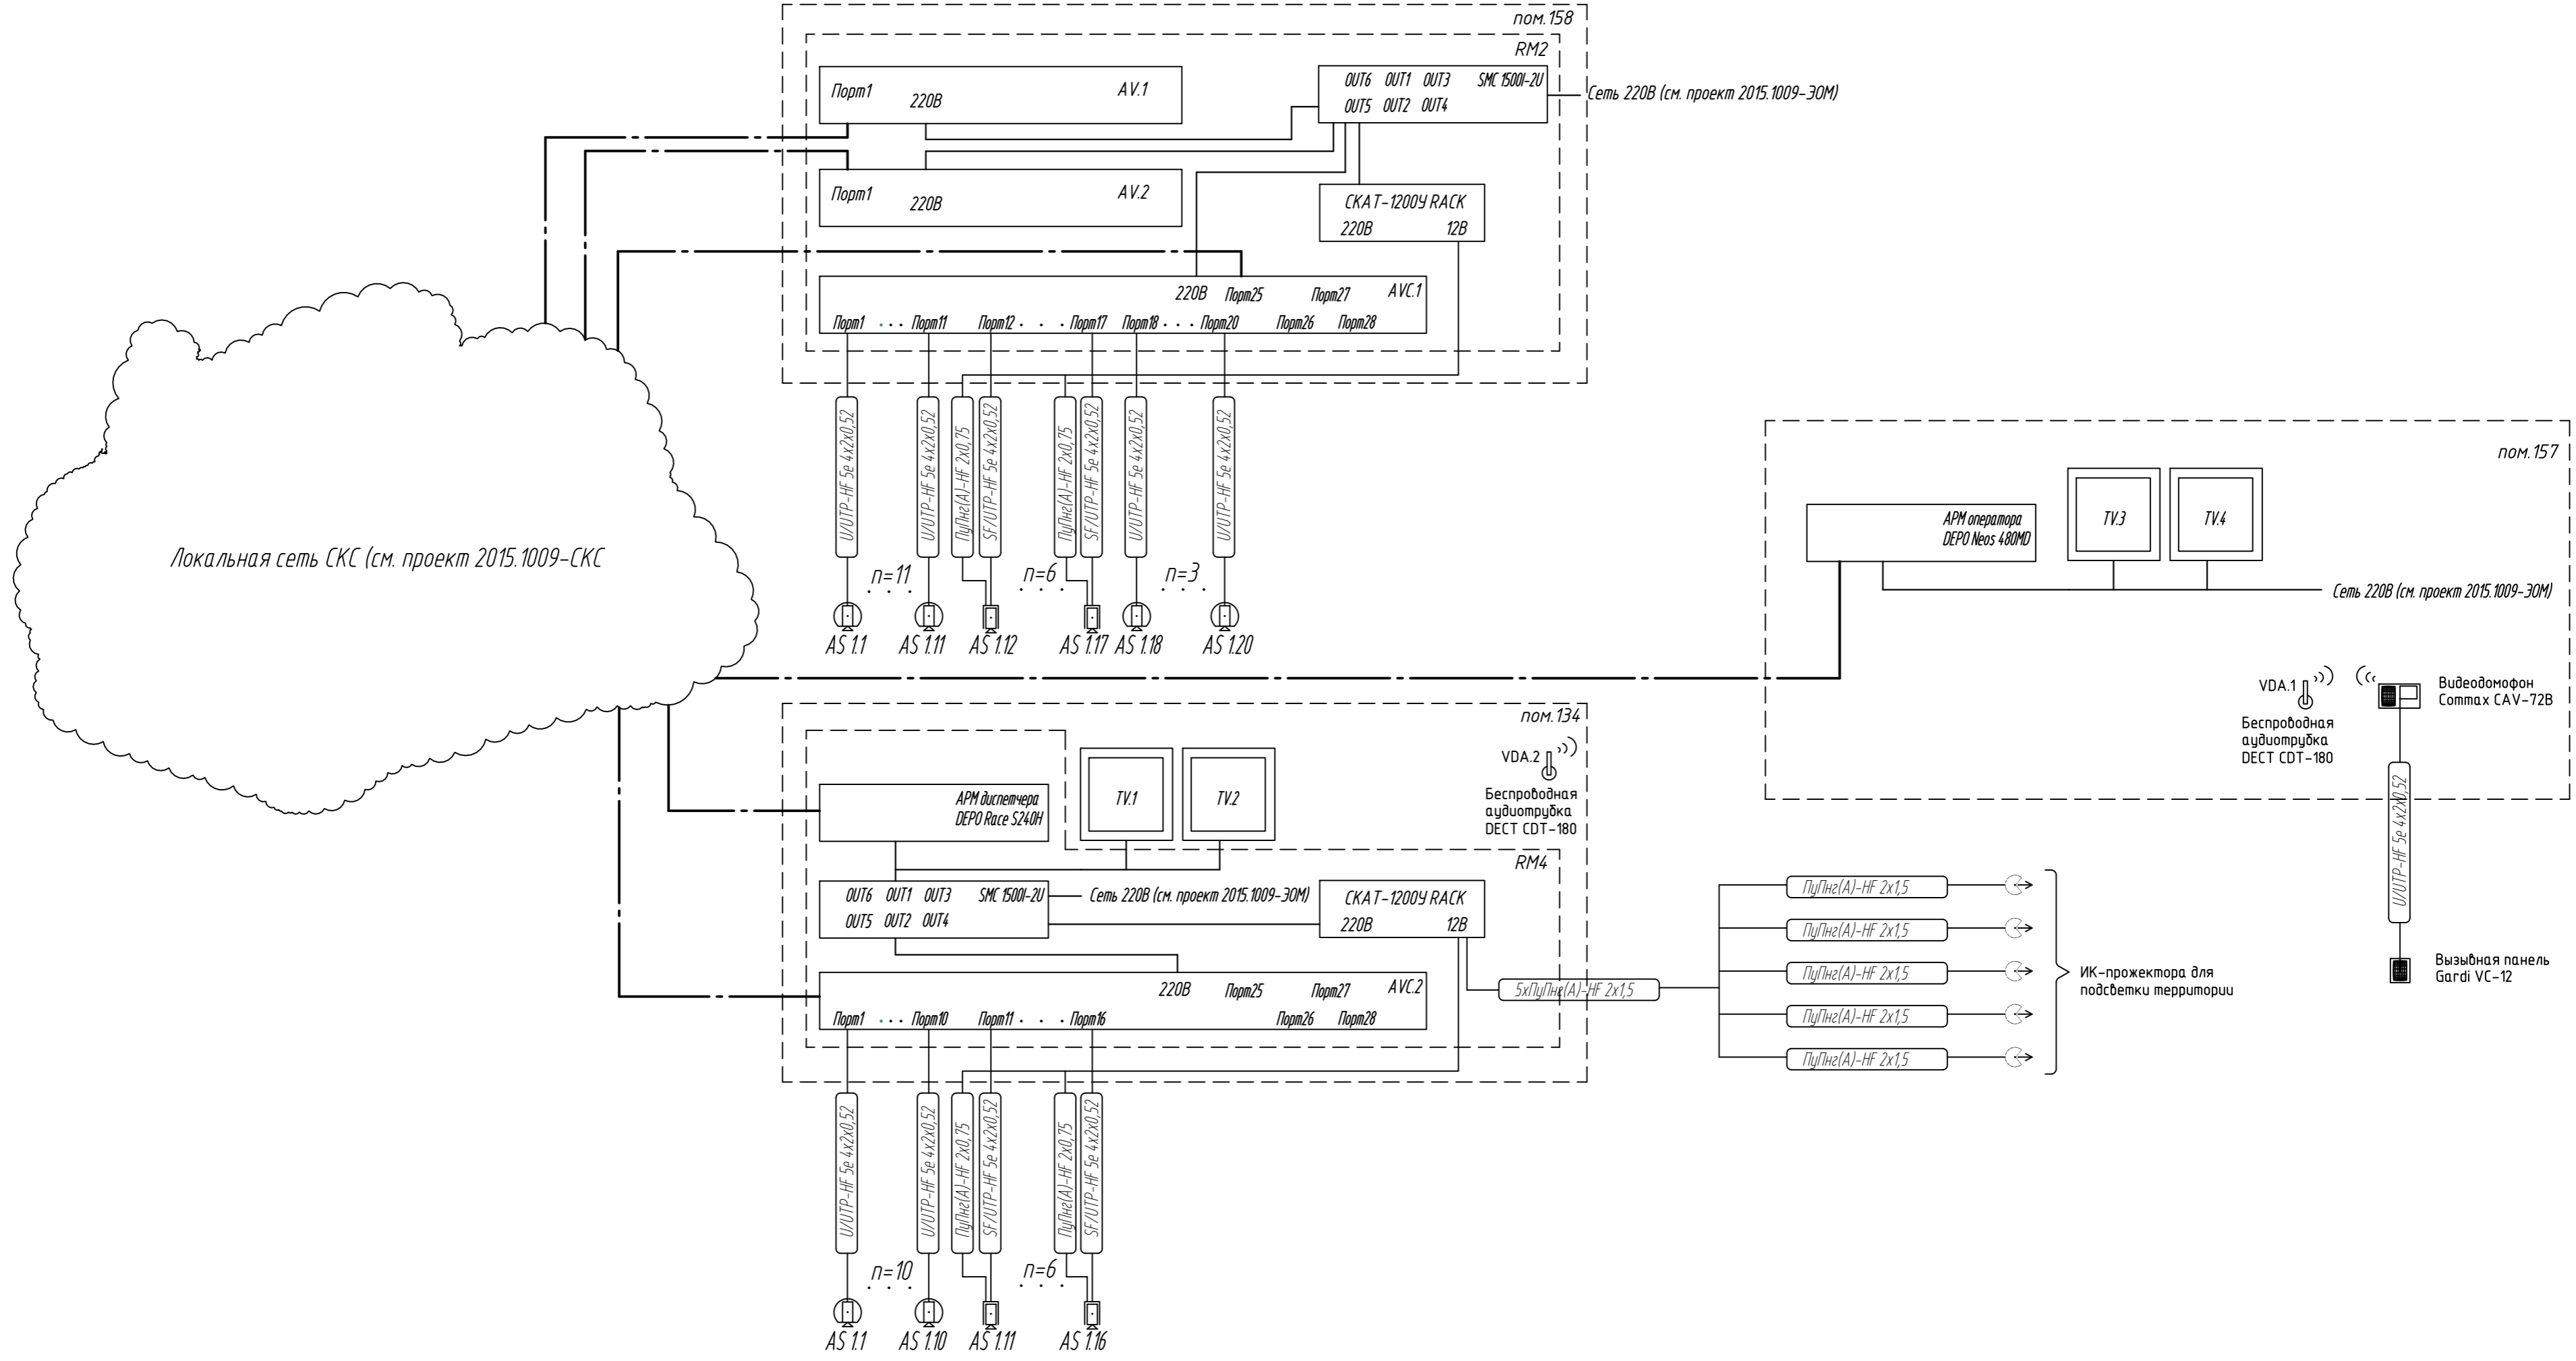 пом.158
RM2
Порт1
220В
AV.1
OUT6 OUT1 OUT3 SMC 1500I-2U
OUT5 OUT2 OUT4
Сеть 220В (см. проект 2015.1009-ЭОМ)
Порт1
220В
AV.2
СКАТ-1200У RACK
220В 12В
220В Порт25 Порт27 AVC.1
Порт1 . . . Порт11 Порт12 . . . Порт17 Порт18 . . . Порт20 Порт26 Порт28
U/UTP-HF 5e 4x2x0,52
U/UTP-HF 5e 4x2x0,52
ПуПнг(А)-HF 2x0,75
SF/UTP-HF 5e 4x2x0,52
ПуПнг(А)-HF 2x0,75
SF/UTP-HF 5e 4x2x0,52
U/UTP-HF 5e 4x2x0,52
U/UTP-HF 5e 4x2x0,52
n=11 n=6 n=3
AS 1.1 AS 1.11 AS 1.12 AS 1.17 AS 1.18 AS 1.20
Локальная сеть СКС (см. проект 2015.1009-СКС
пом.157
АРМ оператора
DEPO Neos 480MD
TV.3
TV.4
Сеть 220В (см. проект 2015.1009-ЭОМ)
VDA.1
Беспроводная
аудиотрубка
DECT CDT-180
Видеодомофон
Commax CAV-72B
U/UTP-HF 5e 4x2x0,52
Вызывная панель
Gardi VC-12
пом.134
VDA.2
Беспроводная
аудиотрубка
DECT CDT-180
АРМ диспетчера
DEPO Race S240H
TV.1
TV.2
RM4
OUT6 OUT1 OUT3 SMC 1500I-2U
OUT5 OUT2 OUT4
Сеть 220В (см. проект 2015.1009-ЭОМ)
СКАТ-1200У RACK
220В 12В
220В Порт25 Порт27 AVC.2
Порт1 . . . Порт10 Порт11 . . . Порт16 Порт26 Порт28
5xПуПнг(А)-HF 2x1,5
ПуПнг(А)-HF 2x1,5
ПуПнг(А)-HF 2x1,5
ПуПнг(А)-HF 2x1,5
ПуПнг(А)-HF 2x1,5
ПуПнг(А)-HF 2x1,5
ИК-прожектора для
подсветки территории
U/UTP-HF 5e 4x2x0,52
U/UTP-HF 5e 4x2x0,52
ПуПнг(А)-HF 2x0,75
SF/UTP-HF 5e 4x2x0,52
ПуПнг(А)-HF 2x0,75
SF/UTP-HF 5e 4x2x0,52
n=10 n=6
AS 1.1 AS 1.10 AS 1.11 AS 1.16